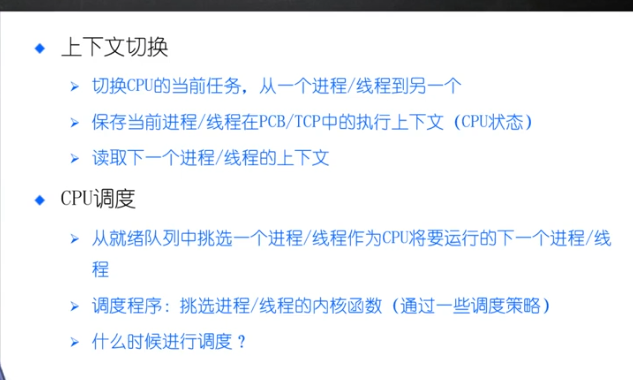 上下文切换
切换CPU的当前任务，从一个进程/线程到另一个
保存当前进程/线程在PCB/TCP中的执行上下文（CPU状态）
读取下一个进程/线程的上下文
CPU调度
从就绪队列中挑选一个进程/线程作为CPU将要运行的下一个进程/线
程
调度程序：挑选进程/线程的内核函数（通过一些调度策略）
什么时候进行调度？